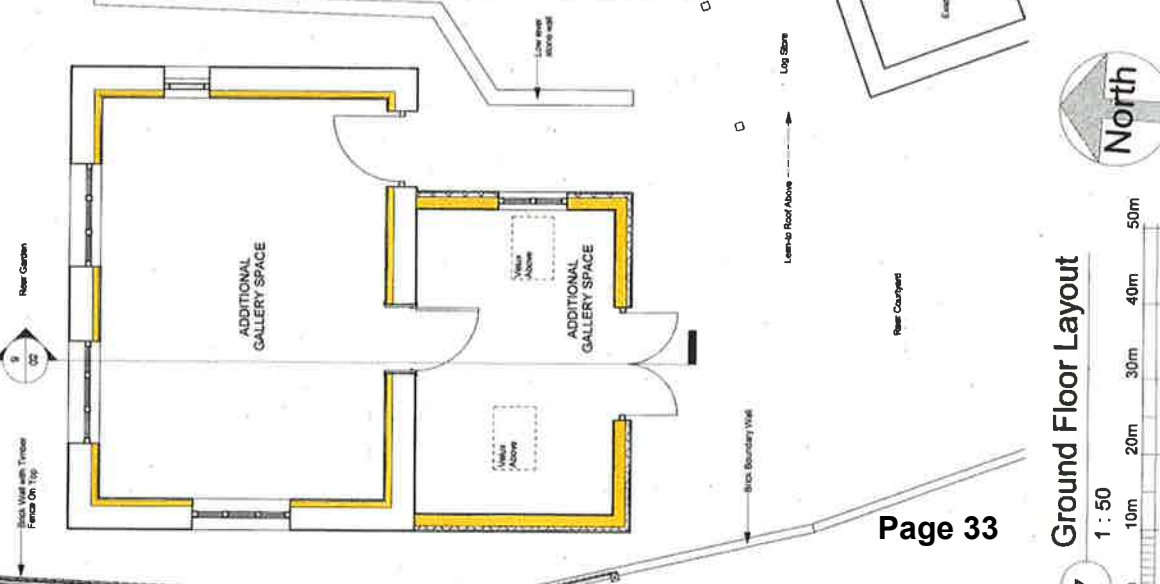 Low level
stone wall
Log Store
Lean-to Roof Above
Rear Garden
ADDITIONAL
GALLERY SPACE
Velux
Above
ADDITIONAL
GALLERY SPACE
Velux
Above
Rear Courtyard
Brick Boundary Wall
Brick Wall with Timber
Fence On Top
9
02
North
Ground Floor Layout
1 : 50
10m
20m
30m
40m
50m
Page 33